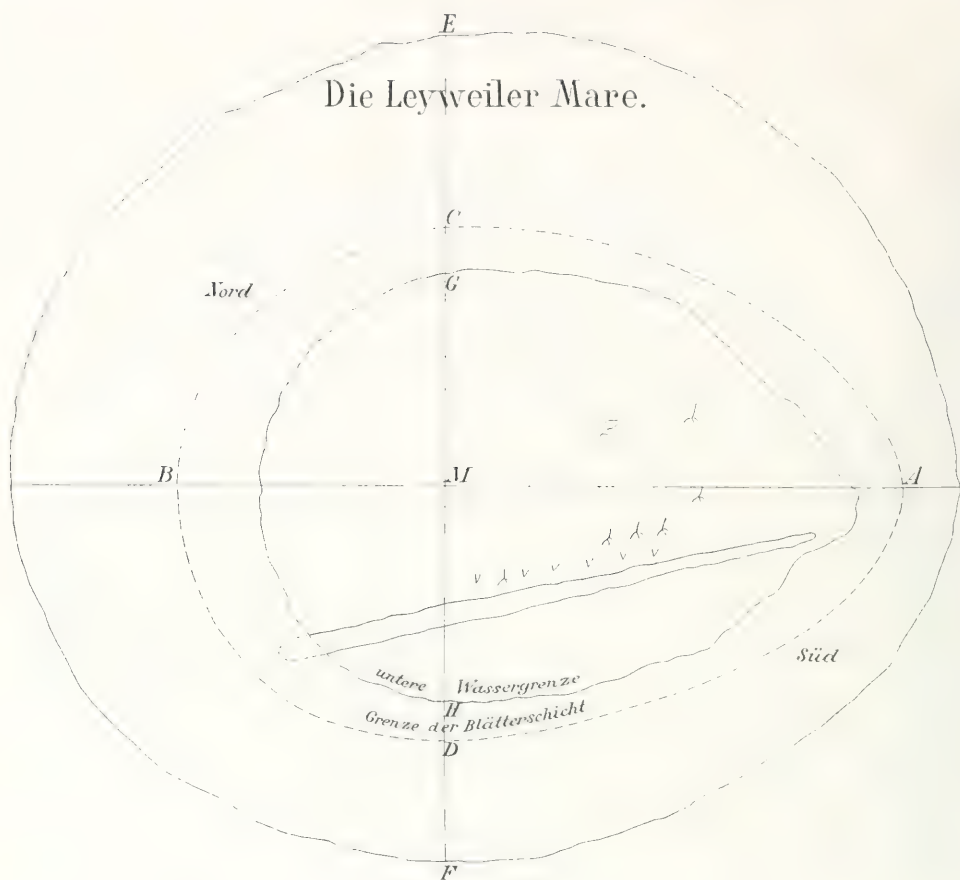 E
Die Leyweiler Mare.
C
G
Nord
B
M
A
Süd
untere Wassergrenze
H
Grenze der Blätterschicht
D
F